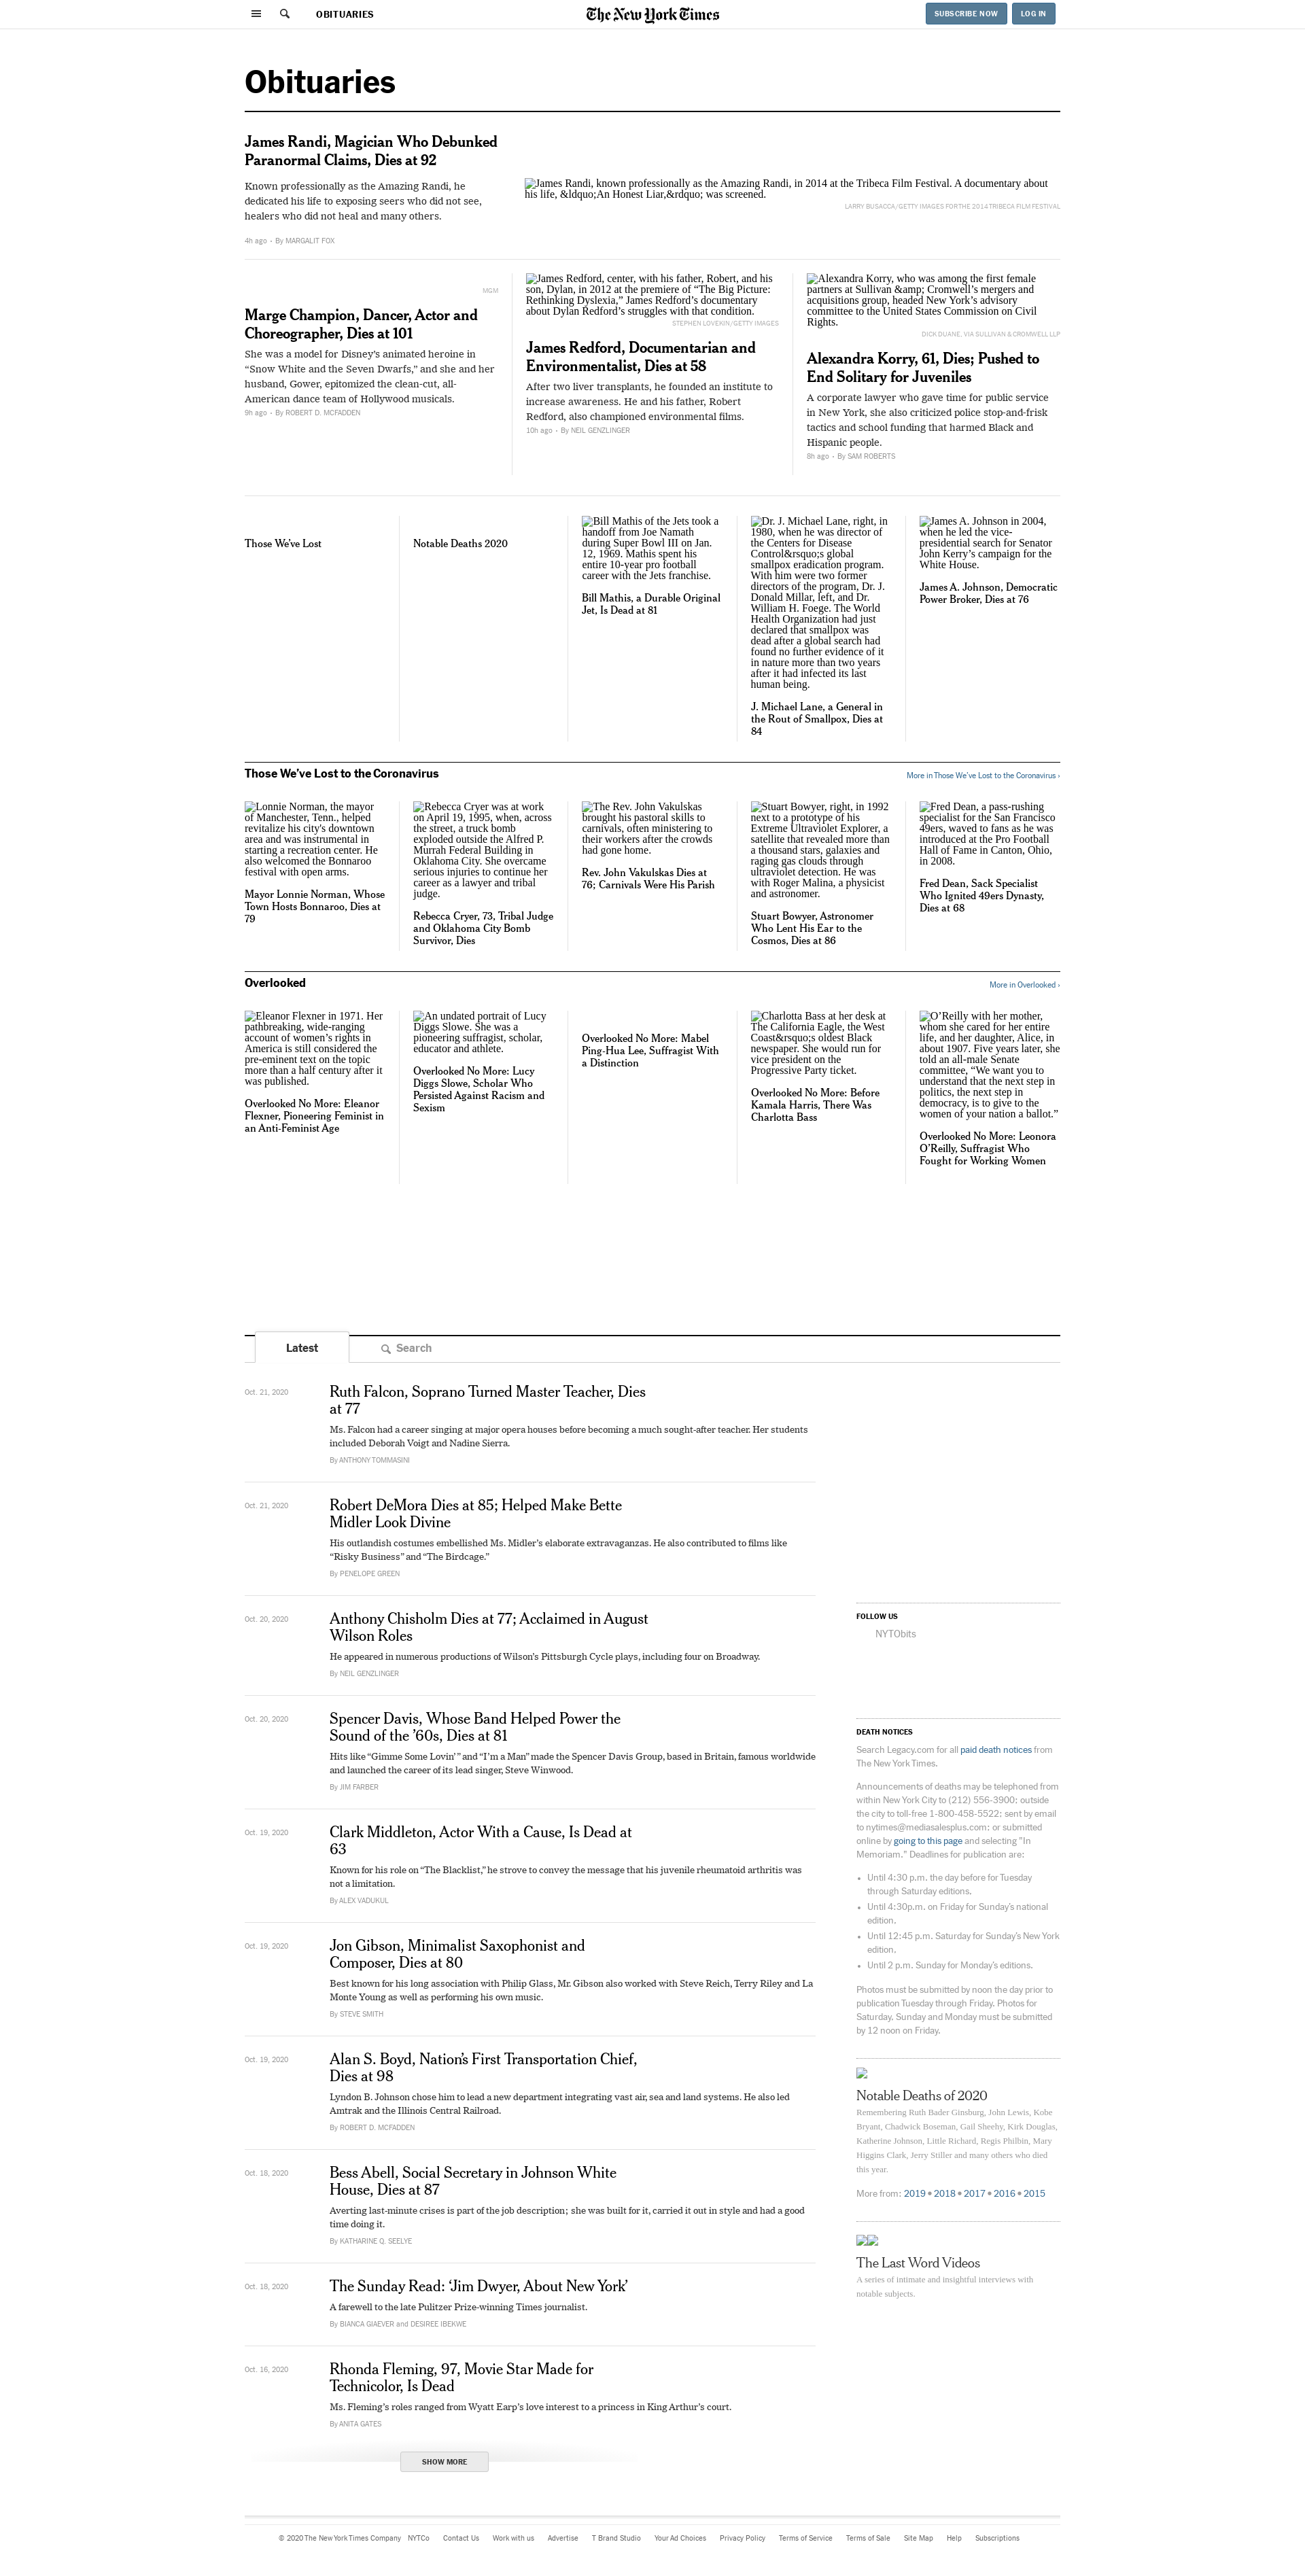 OBITUARIES
The New York Times
SUBSCRIBE NOW
LOG IN
Obituaries
James Randi, Magician Who Debunked
Paranormal Claims, Dies at 92
Known professionally as the Amazing Randi, he
dedicated his life to exposing seers who did not see,
healers who did not heal and many others.
4h ago • By MARGALIT FOX
James Randi, known professionally as the Amazing Randi, in 2014 at the Tribeca Film Festival. A documentary about
his life, &ldquo;An Honest Liar,&rdquo; was screened.
LARRY BUSACCA/GETTY IMAGES FOR THE 2014 TRIBECA FILM FESTIVAL
MGM
Marge Champion, Dancer, Actor and
Choreographer, Dies at 101
She was a model for Disney’s animated heroine in
“Snow White and the Seven Dwarfs,” and she and her
husband, Gower, epitomized the clean-cut, all-
American dance team of Hollywood musicals.
9h ago • By ROBERT D. MCFADDEN
James Redford, center, with his father, Robert, and his
son, Dylan, in 2012 at the premiere of “The Big Picture:
Rethinking Dyslexia,” James Redford’s documentary
about Dylan Redford’s struggles with that condition.
STEPHEN LOVEKIN/GETTY IMAGES
James Redford, Documentarian and
Environmentalist, Dies at 58
After two liver transplants, he founded an institute to
increase awareness. He and his father, Robert
Redford, also championed environmental films.
10h ago • By NEIL GENZLINGER
Alexandra Korry, who was among the first female
partners at Sullivan &amp; Cromwell’s mergers and
acquisitions group, headed New York’s advisory
committee to the United States Commission on Civil
Rights.
DICK DUANE, VIA SULLIVAN & CROMWELL LLP
Alexandra Korry, 61, Dies; Pushed to
End Solitary for Juveniles
A corporate lawyer who gave time for public service
in New York, she also criticized police stop-and-frisk
tactics and school funding that harmed Black and
Hispanic people.
8h ago • By SAM ROBERTS
Those We’ve Lost
Notable Deaths 2020
Bill Mathis of the Jets took a
handoff from Joe Namath
during Super Bowl III on Jan.
12, 1969. Mathis spent his
entire 10-year pro football
career with the Jets franchise.
Bill Mathis, a Durable Original
Jet, Is Dead at 81
Dr. J. Michael Lane, right, in
1980, when he was director of
the Centers for Disease
Control&rsquo;s global
smallpox eradication program.
With him were two former
directors of the program, Dr. J.
Donald Millar, left, and Dr.
William H. Foege. The World
Health Organization had just
declared that smallpox was
dead after a global search had
found no further evidence of it
in nature more than two years
after it had infected its last
human being.
J. Michael Lane, a General in
the Rout of Smallpox, Dies at
84
James A. Johnson in 2004,
when he led the vice-
presidential search for Senator
John Kerry’s campaign for the
White House.
James A. Johnson, Democratic
Power Broker, Dies at 76
Those We’ve Lost to the Coronavirus
More in Those We’ve Lost to the Coronavirus ›
Lonnie Norman, the mayor
of Manchester, Tenn., helped
revitalize his city's downtown
area and was instrumental in
starting a recreation center. He
also welcomed the Bonnaroo
festival with open arms.
Mayor Lonnie Norman, Whose
Town Hosts Bonnaroo, Dies at
79
Rebecca Cryer was at work
on April 19, 1995, when, across
the street, a truck bomb
exploded outside the Alfred P.
Murrah Federal Building in
Oklahoma City. She overcame
serious injuries to continue her
career as a lawyer and tribal
judge.
Rebecca Cryer, 73, Tribal Judge
and Oklahoma City Bomb
Survivor, Dies
The Rev. John Vakulskas
brought his pastoral skills to
carnivals, often ministering to
their workers after the crowds
had gone home.
Rev. John Vakulskas Dies at
76; Carnivals Were His Parish
Stuart Bowyer, right, in 1992
next to a prototype of his
Extreme Ultraviolet Explorer, a
satellite that revealed more than
a thousand stars, galaxies and
raging gas clouds through
ultraviolet detection. He was
with Roger Malina, a physicist
and astronomer.
Stuart Bowyer, Astronomer
Who Lent His Ear to the
Cosmos, Dies at 86
Fred Dean, a pass-rushing
specialist for the San Francisco
49ers, waved to fans as he was
introduced at the Pro Football
Hall of Fame in Canton, Ohio,
in 2008.
Fred Dean, Sack Specialist
Who Ignited 49ers Dynasty,
Dies at 68
Overlooked
More in Overlooked ›
Eleanor Flexner in 1971. Her
pathbreaking, wide-ranging
account of women’s rights in
America is still considered the
pre-eminent text on the topic
more than a half century after it
was published.
Overlooked No More: Eleanor
Flexner, Pioneering Feminist in
an Anti-Feminist Age
An undated portrait of Lucy
Diggs Slowe. She was a
pioneering suffragist, scholar,
educator and athlete.
Overlooked No More: Lucy
Diggs Slowe, Scholar Who
Persisted Against Racism and
Sexism
Overlooked No More: Mabel
Ping-Hua Lee, Suffragist With
a Distinction
Charlotta Bass at her desk at
The California Eagle, the West
Coast&rsquo;s oldest Black
newspaper. She would run for
vice president on the
Progressive Party ticket.
Overlooked No More: Before
Kamala Harris, There Was
Charlotta Bass
O’Reilly with her mother,
whom she cared for her entire
life, and her daughter, Alice, in
about 1907. Five years later, she
told an all-male Senate
committee, “We want you to
understand that the next step in
politics, the next step in
democracy, is to give to the
women of your nation a ballot.”
Overlooked No More: Leonora
O’Reilly, Suffragist Who
Fought for Working Women
Latest
Search
Oct. 21, 2020
Ruth Falcon, Soprano Turned Master Teacher, Dies
at 77
Ms. Falcon had a career singing at major opera houses before becoming a much sought-after teacher. Her students
included Deborah Voigt and Nadine Sierra.
By ANTHONY TOMMASINI
Oct. 21, 2020
Robert DeMora Dies at 85; Helped Make Bette
Midler Look Divine
His outlandish costumes embellished Ms. Midler’s elaborate extravaganzas. He also contributed to films like
“Risky Business” and “The Birdcage.”
By PENELOPE GREEN
Oct. 20, 2020
Anthony Chisholm Dies at 77; Acclaimed in August
Wilson Roles
He appeared in numerous productions of Wilson’s Pittsburgh Cycle plays, including four on Broadway.
By NEIL GENZLINGER
Oct. 20, 2020
Spencer Davis, Whose Band Helped Power the
Sound of the ’60s, Dies at 81
Hits like “Gimme Some Lovin’ ” and “I’m a Man” made the Spencer Davis Group, based in Britain, famous worldwide
and launched the career of its lead singer, Steve Winwood.
By JIM FARBER
Oct. 19, 2020
Clark Middleton, Actor With a Cause, Is Dead at
63
Known for his role on “The Blacklist,” he strove to convey the message that his juvenile rheumatoid arthritis was
not a limitation.
By ALEX VADUKUL
Oct. 19, 2020
Jon Gibson, Minimalist Saxophonist and
Composer, Dies at 80
Best known for his long association with Philip Glass, Mr. Gibson also worked with Steve Reich, Terry Riley and La
Monte Young as well as performing his own music.
By STEVE SMITH
Oct. 19, 2020
Alan S. Boyd, Nation’s First Transportation Chief,
Dies at 98
Lyndon B. Johnson chose him to lead a new department integrating vast air, sea and land systems. He also led
Amtrak and the Illinois Central Railroad.
By ROBERT D. MCFADDEN
Oct. 18, 2020
Bess Abell, Social Secretary in Johnson White
House, Dies at 87
Averting last-minute crises is part of the job description; she was built for it, carried it out in style and had a good
time doing it.
By KATHARINE Q. SEELYE
Oct. 18, 2020
The Sunday Read: ‘Jim Dwyer, About New York’
A farewell to the late Pulitzer Prize-winning Times journalist.
By BIANCA GIAEVER and DESIREE IBEKWE
Oct. 16, 2020
Rhonda Fleming, 97, Movie Star Made for
Technicolor, Is Dead
Ms. Fleming’s roles ranged from Wyatt Earp’s love interest to a princess in King Arthur’s court.
By ANITA GATES
SHOW MORE
FOLLOW US
NYTObits
DEATH NOTICES
Search Legacy.com for all paid death notices from
The New York Times.
Announcements of deaths may be telephoned from
within New York City to (212) 556-3900; outside
the city to toll-free 1-800-458-5522; sent by email
to nytimes@mediasalesplus.com; or submitted
online by going to this page and selecting "In
Memoriam." Deadlines for publication are:
• Until 4:30 p.m. the day before for Tuesday
through Saturday editions.
• Until 4:30p.m. on Friday for Sunday’s national
edition.
• Until 12:45 p.m. Saturday for Sunday’s New York
edition.
• Until 2 p.m. Sunday for Monday’s editions.
Photos must be submitted by noon the day prior to
publication Tuesday through Friday. Photos for
Saturday, Sunday and Monday must be submitted
by 12 noon on Friday.
Notable Deaths of 2020
Remembering Ruth Bader Ginsburg, John Lewis, Kobe
Bryant, Chadwick Boseman, Gail Sheehy, Kirk Douglas,
Katherine Johnson, Little Richard, Regis Philbin, Mary
Higgins Clark, Jerry Stiller and many others who died
this year.
More from: 2019 • 2018 • 2017 • 2016 • 2015
The Last Word Videos
A series of intimate and insightful interviews with
notable subjects.
© 2020 The New York Times Company NYTCo Contact Us Work with us Advertise T Brand Studio Your Ad Choices Privacy Policy Terms of Service Terms of Sale Site Map Help Subscriptions